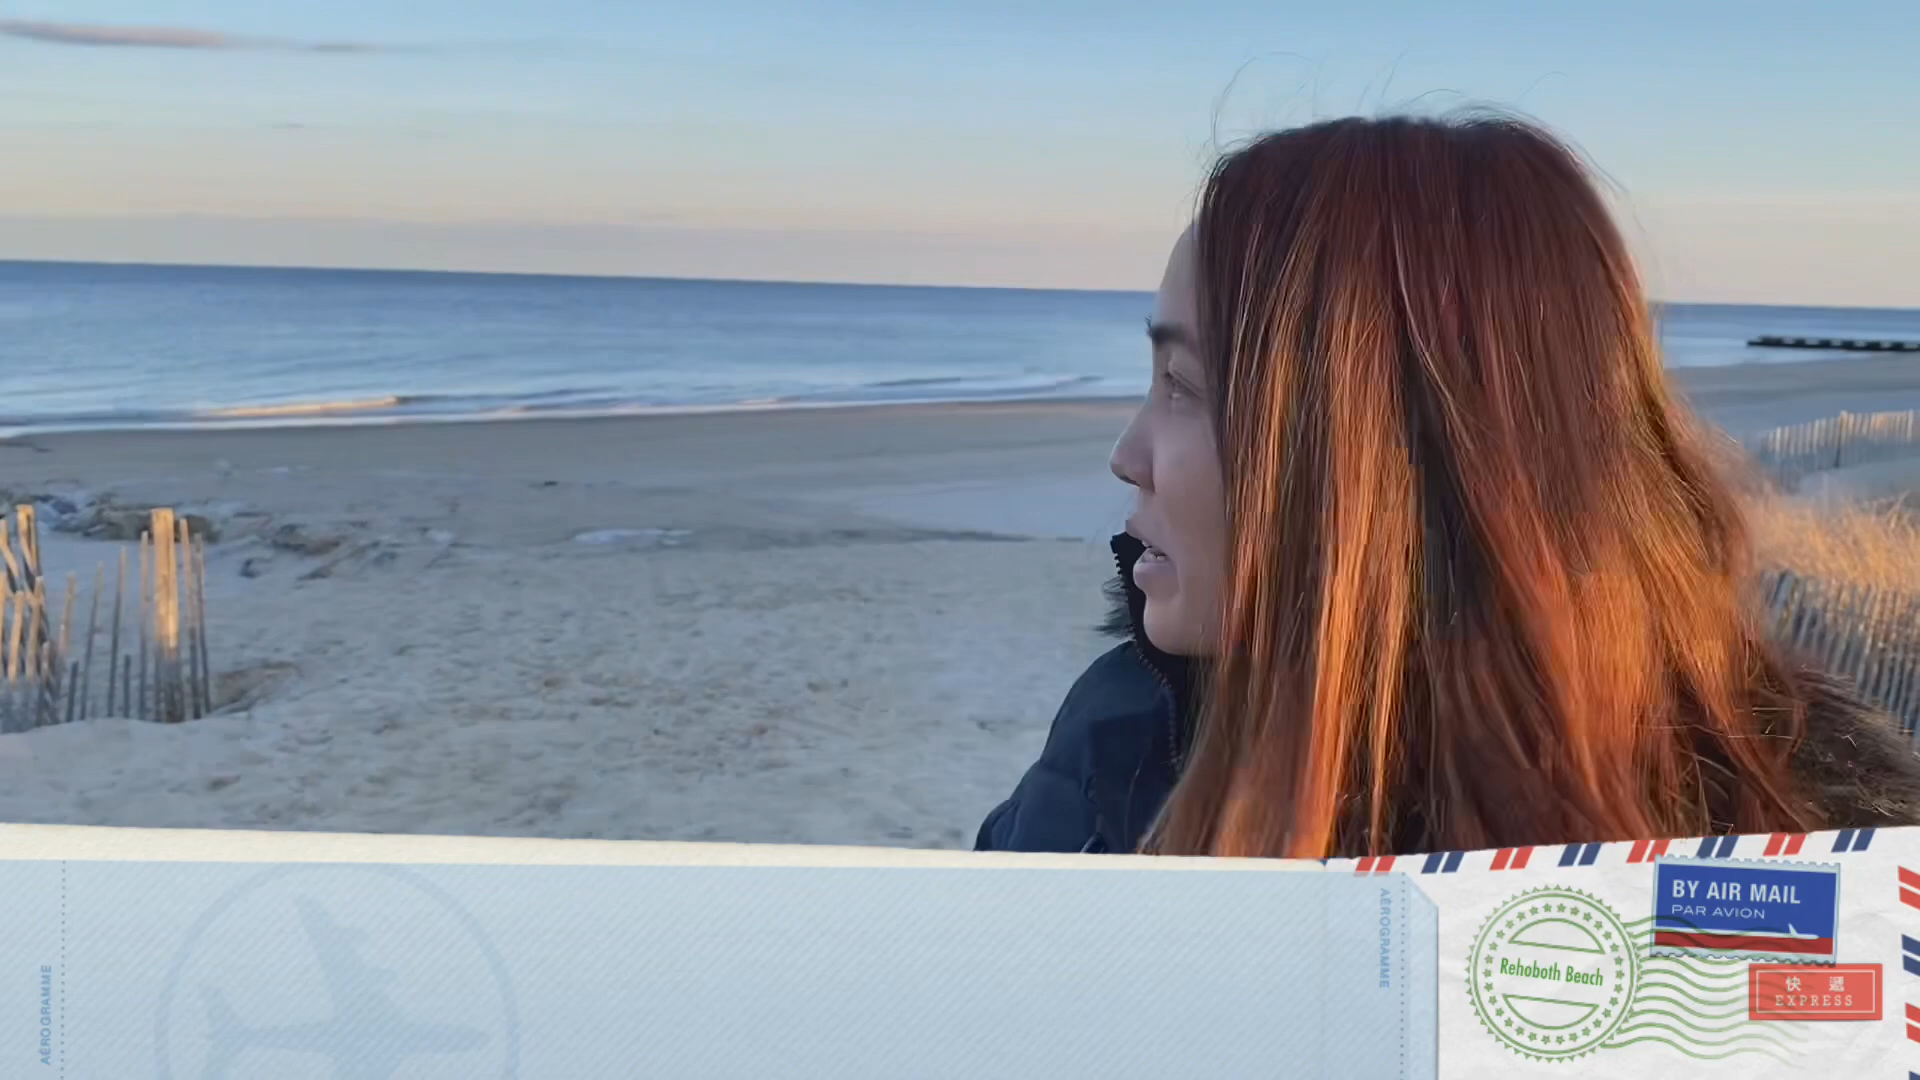 AÉROGRAMME
AÉROGRAMME
Rehoboth Beach
BY AIR MAIL
PAR AVION
快 遞
EXPRESS